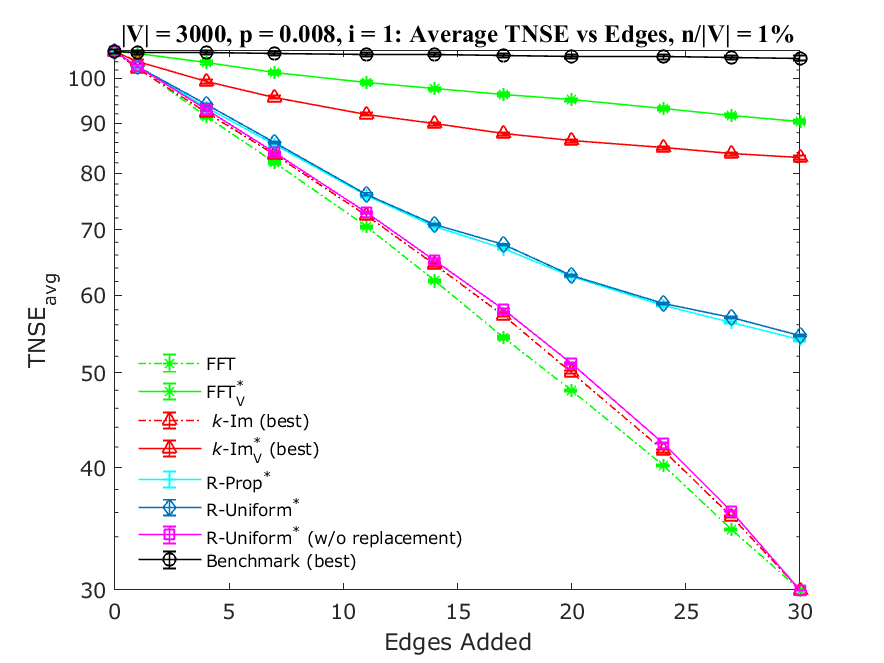 |V| = 3000, p = 0.008, i = 1: Average TNSE vs Edges, n/|V| = 1%
100
90
80
70
60
50
40
30
TNSE_avg
FFT
FFT*_V
k-Im (best)
k-Im*_V (best)
R-Prop*
R-Uniform*
R-Uniform* (w/o replacement)
Benchmark (best)
0 5 10 15 20 25 30
Edges Added